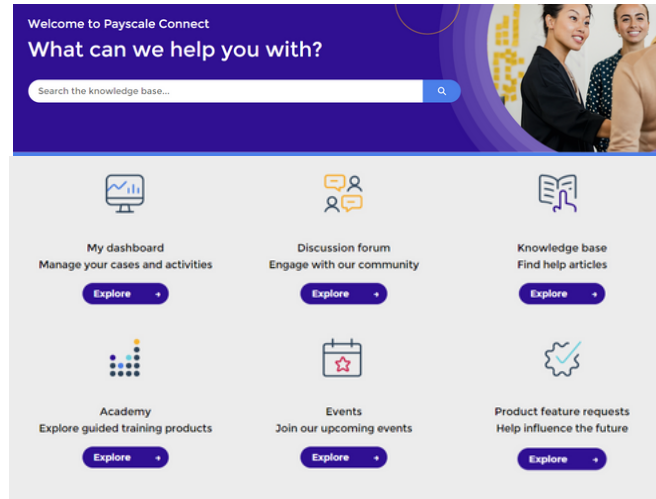 Welcome to Payscale Connect
What can we help you with?
Search the knowledge base...
My dashboard
Manage your cases and activities
Explore
Discussion forum
Engage with our community
Explore
Knowledge base
Find help articles
Explore
Academy
Explore guided training products
Explore
Events
Join our upcoming events
Explore
Product feature requests
Help influence the future
Explore